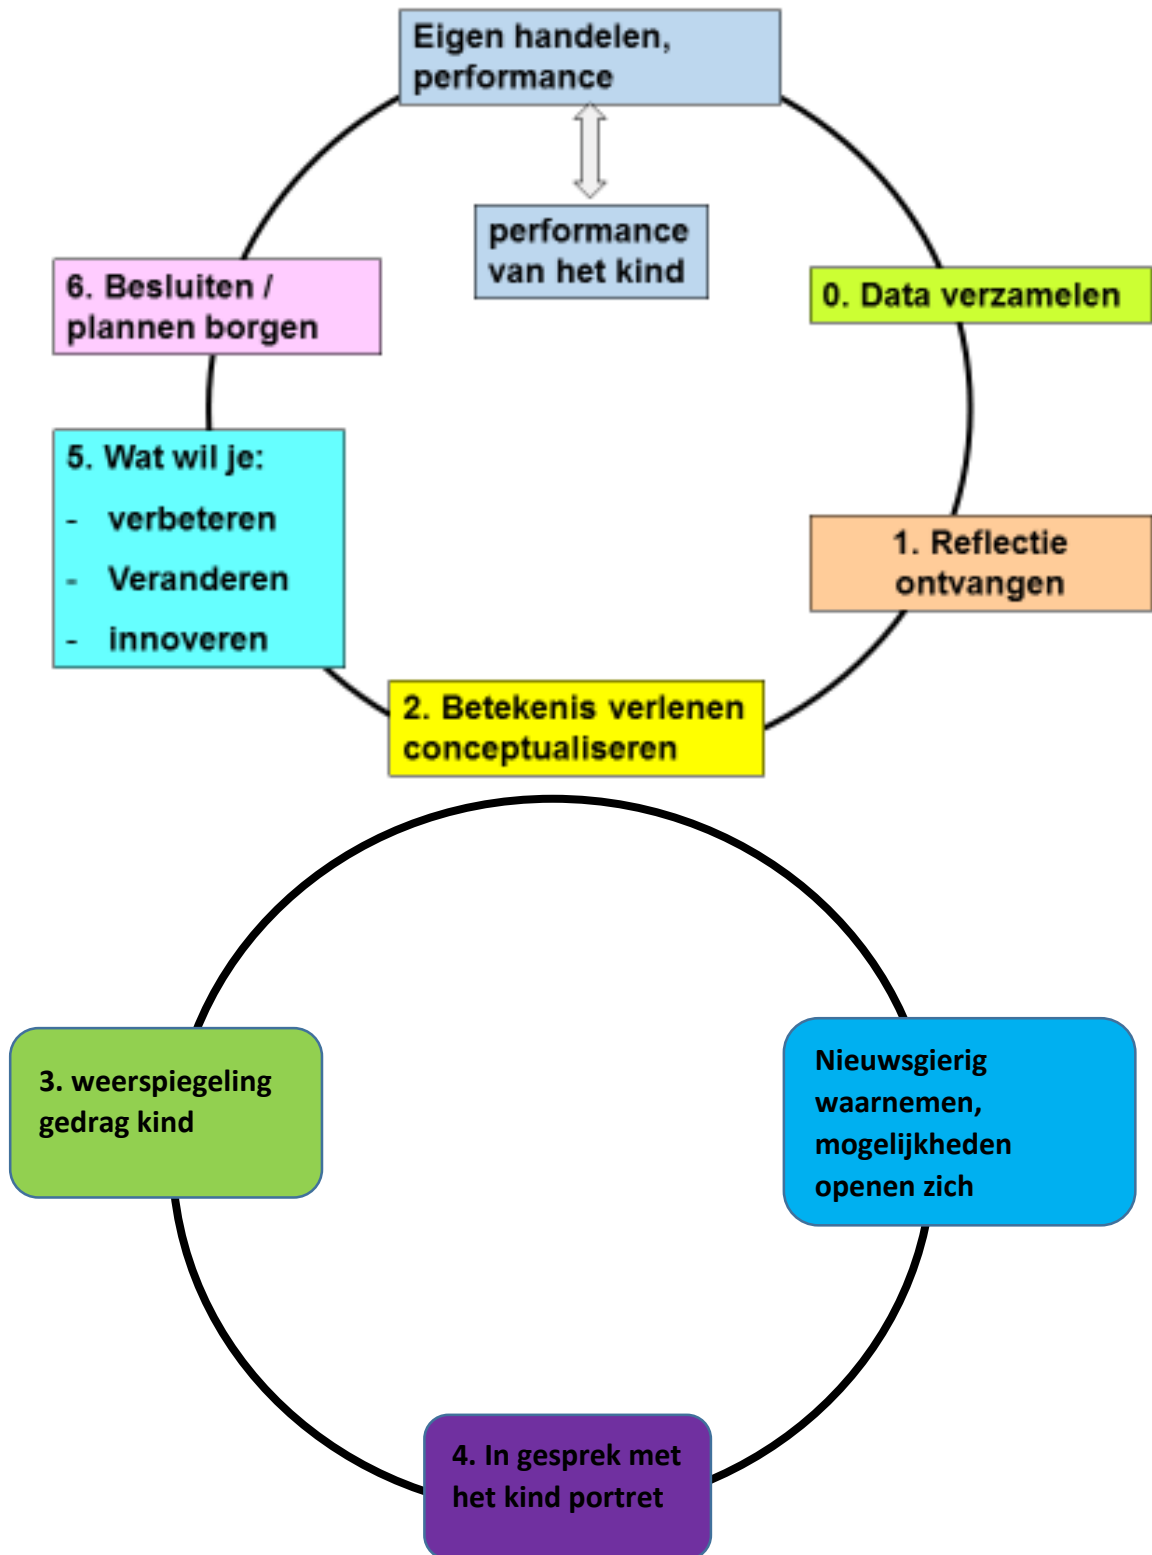 Eigen handelen,
performance
performance
van het kind
6. Besluiten /
plannen borgen
0. Data verzamelen
5. Wat wil je:
- verbeteren
- Veranderen
- innoveren
1. Reflectie
ontvangen
2. Betekenis verlenen
conceptualiseren
3. weerspiegeling
gedrag kind
Nieuwsgierig
waarnemen,
mogelijkheden
openen zich
4. In gesprek met
het kind portret